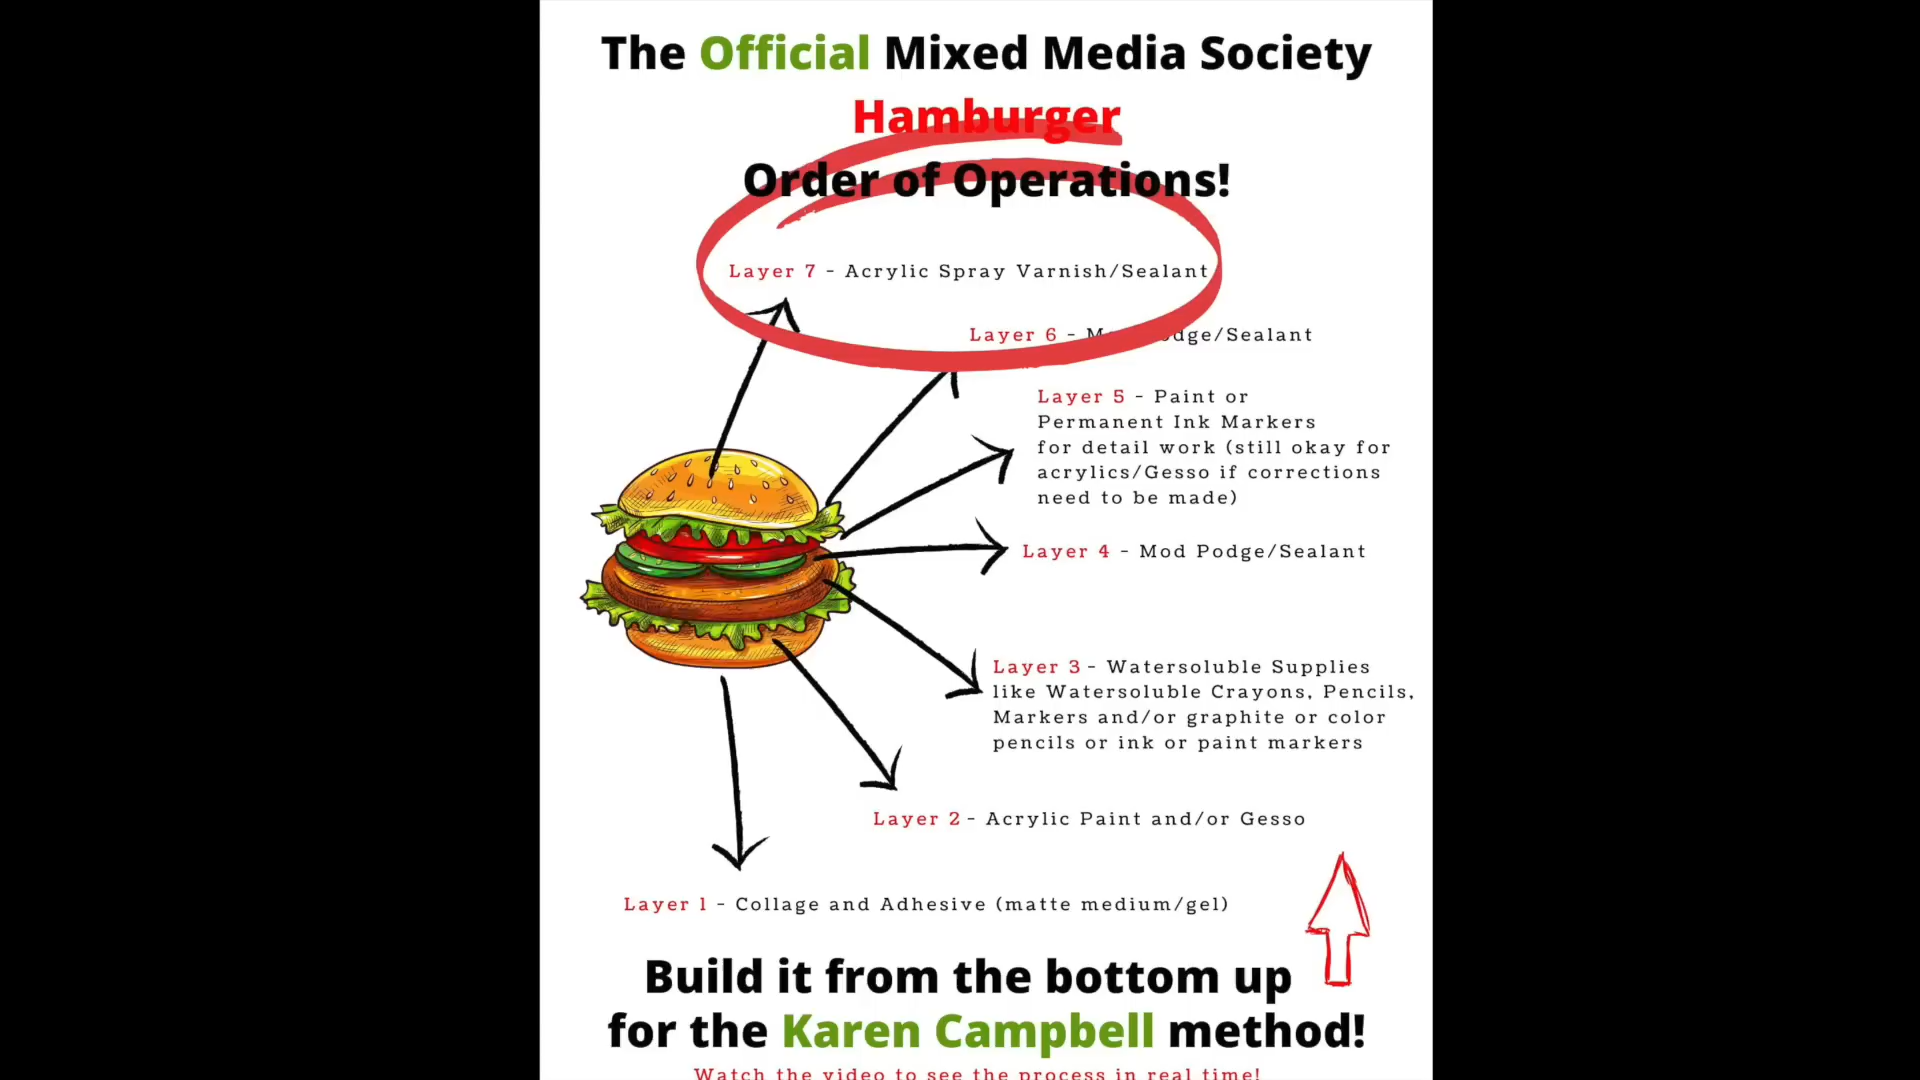 The Official Mixed Media Society
Hamburger
Order of Operations!
Layer 7 - Acrylic Spray Varnish/Sealant
Layer 6 - M dge/Sealant
Layer 5 - Paint or
Permanent Ink Markers
for detail work (still okay for
acrylics/Gesso if corrections
need to be made)
Layer 4 - Mod Podge/Sealant
Layer 3 - Watersoluble Supplies
like Watersoluble Crayons, Pencils,
Markers and/or graphite or color
pencils or ink or paint markers
Layer 2 - Acrylic Paint and/or Gesso
Layer 1 - Collage and Adhesive (matte medium/gel)
Build it from the bottom up
for the Karen Campbell method!
Watch the video to see the process in real time!